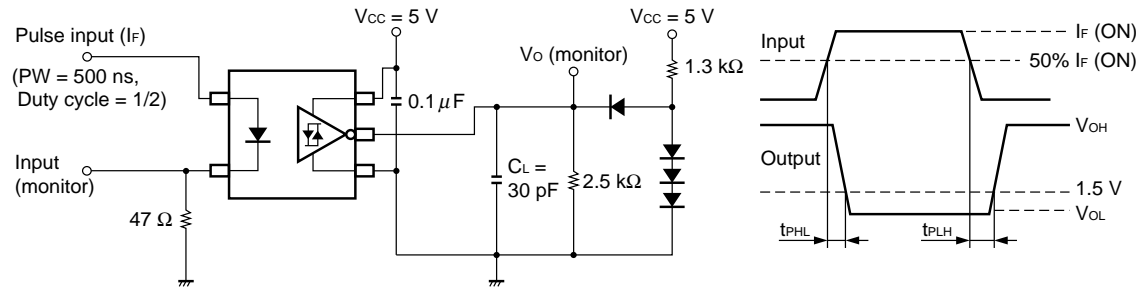 Pulse input (IF)
(PW = 500 ns,
Duty cycle = 1/2)
Input
(monitor)
47 Ω
VCC = 5 V
0.1 μF
VO (monitor)
CL =
30 pF
2.5 kΩ
VCC = 5 V
1.3 kΩ
Input
IF (ON)
50% IF (ON)
VOH
Output
1.5 V
VOL
tPHL
tPLH